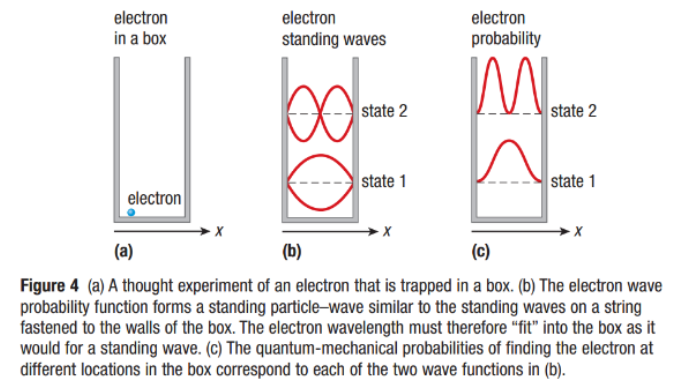 electron
in a box
electron
x
(a)
electron
standing waves
state 2
state 1
x
(b)
electron
probability
state 2
state 1
x
(c)
Figure 4 (a) A thought experiment of an electron that is trapped in a box. (b) The electron wave
probability function forms a standing particle–wave similar to the standing waves on a string
fastened to the walls of the box. The electron wavelength must therefore “fit” into the box as it
would for a standing wave. (c) The quantum-mechanical probabilities of finding the electron at
different locations in the box correspond to each of the two wave functions in (b).